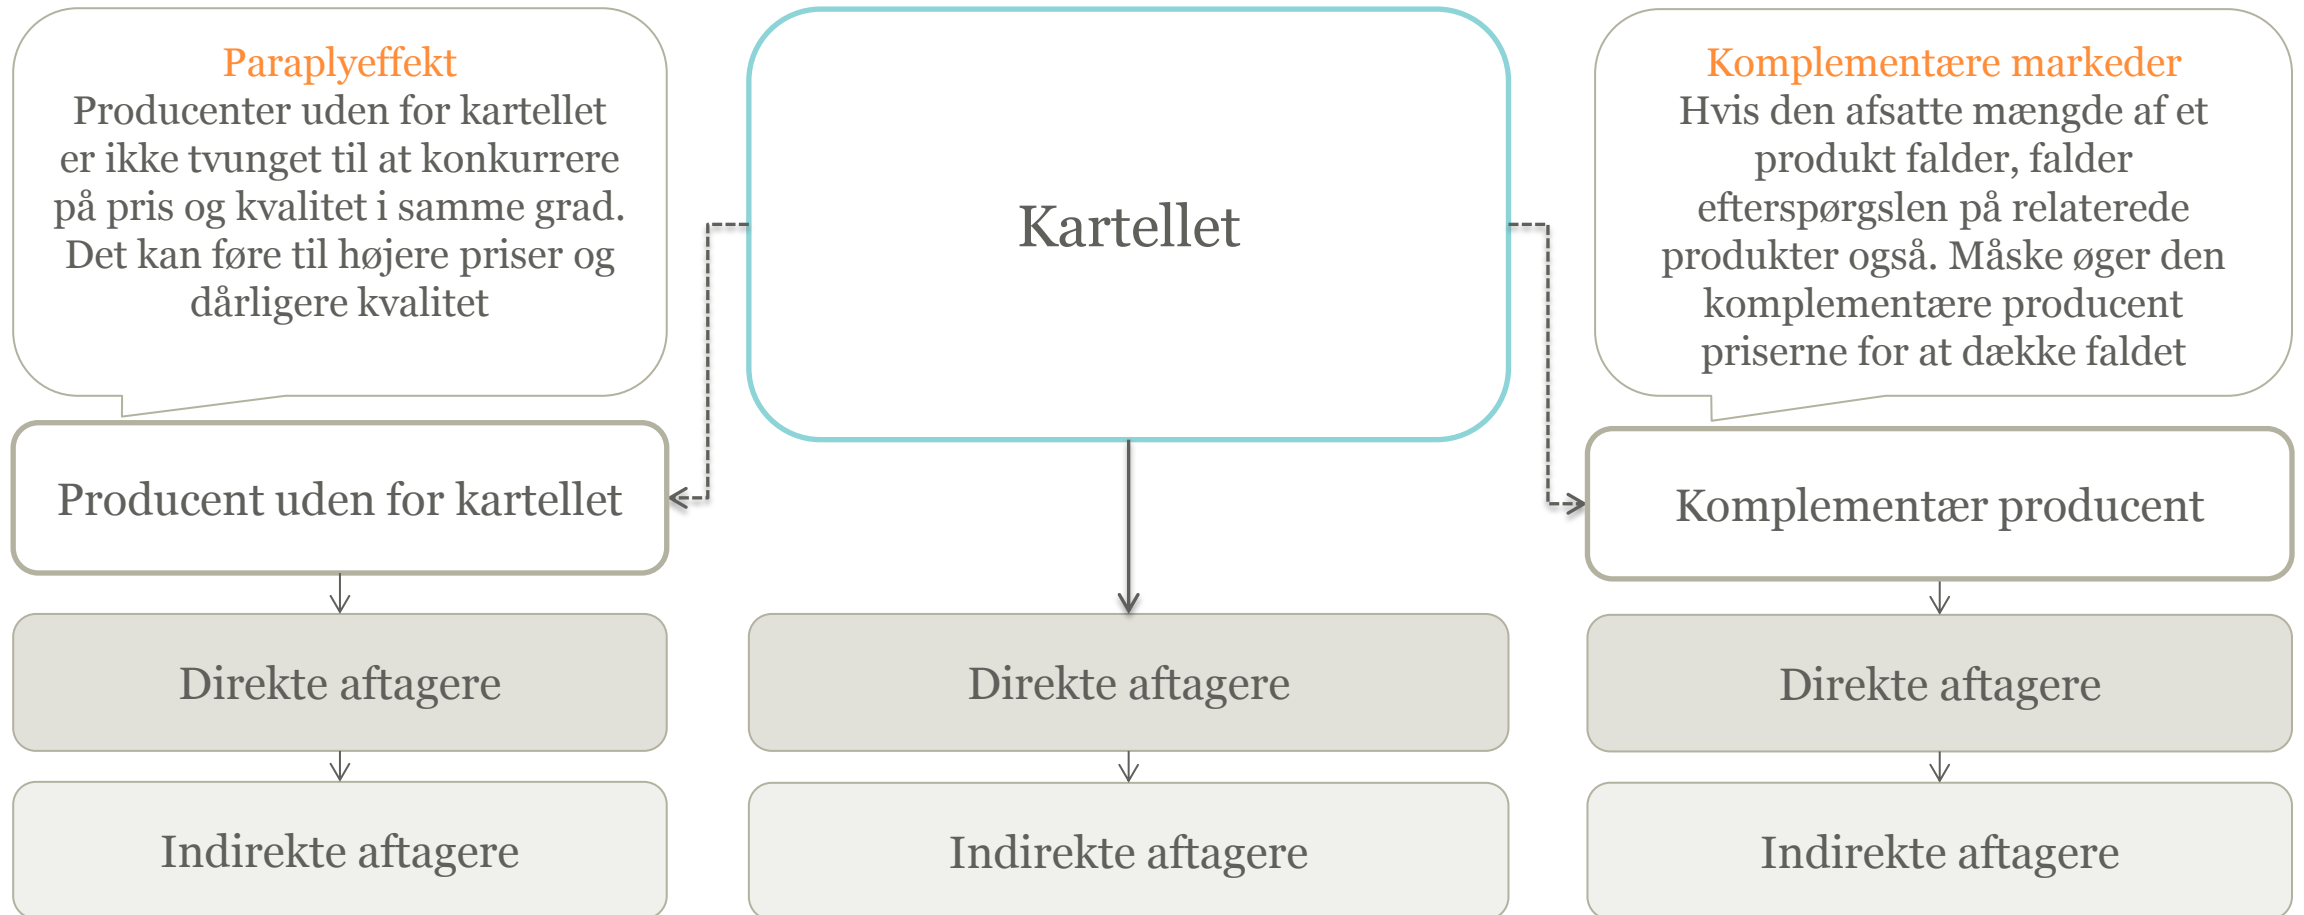 Paraplyeffekt
Producenter uden for kartellet
er ikke tvunget til at konkurrere
på pris og kvalitet i samme grad.
Det kan føre til højere priser og
dårligere kvalitet
Kartellet
Komplementære markeder
Hvis den afsatte mængde af et
produkt falder, falder
efterspørgslen på relaterede
produkter også. Måske øger den
komplementære producent
priserne for at dække faldet
Producent uden for kartellet
Komplementær producent
Direkte aftagere
Direkte aftagere
Direkte aftagere
Indirekte aftagere
Indirekte aftagere
Indirekte aftagere